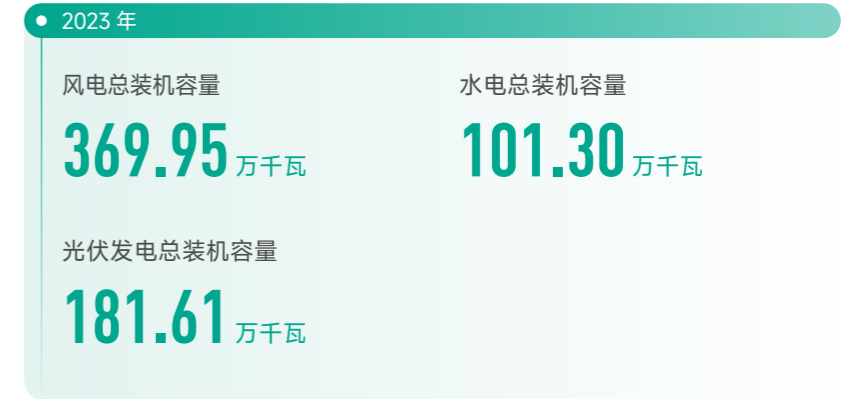 2023 年
风电总装机容量
369.95 万千瓦
水电总装机容量
101.30 万千瓦
光伏发电总装机容量
181.61 万千瓦